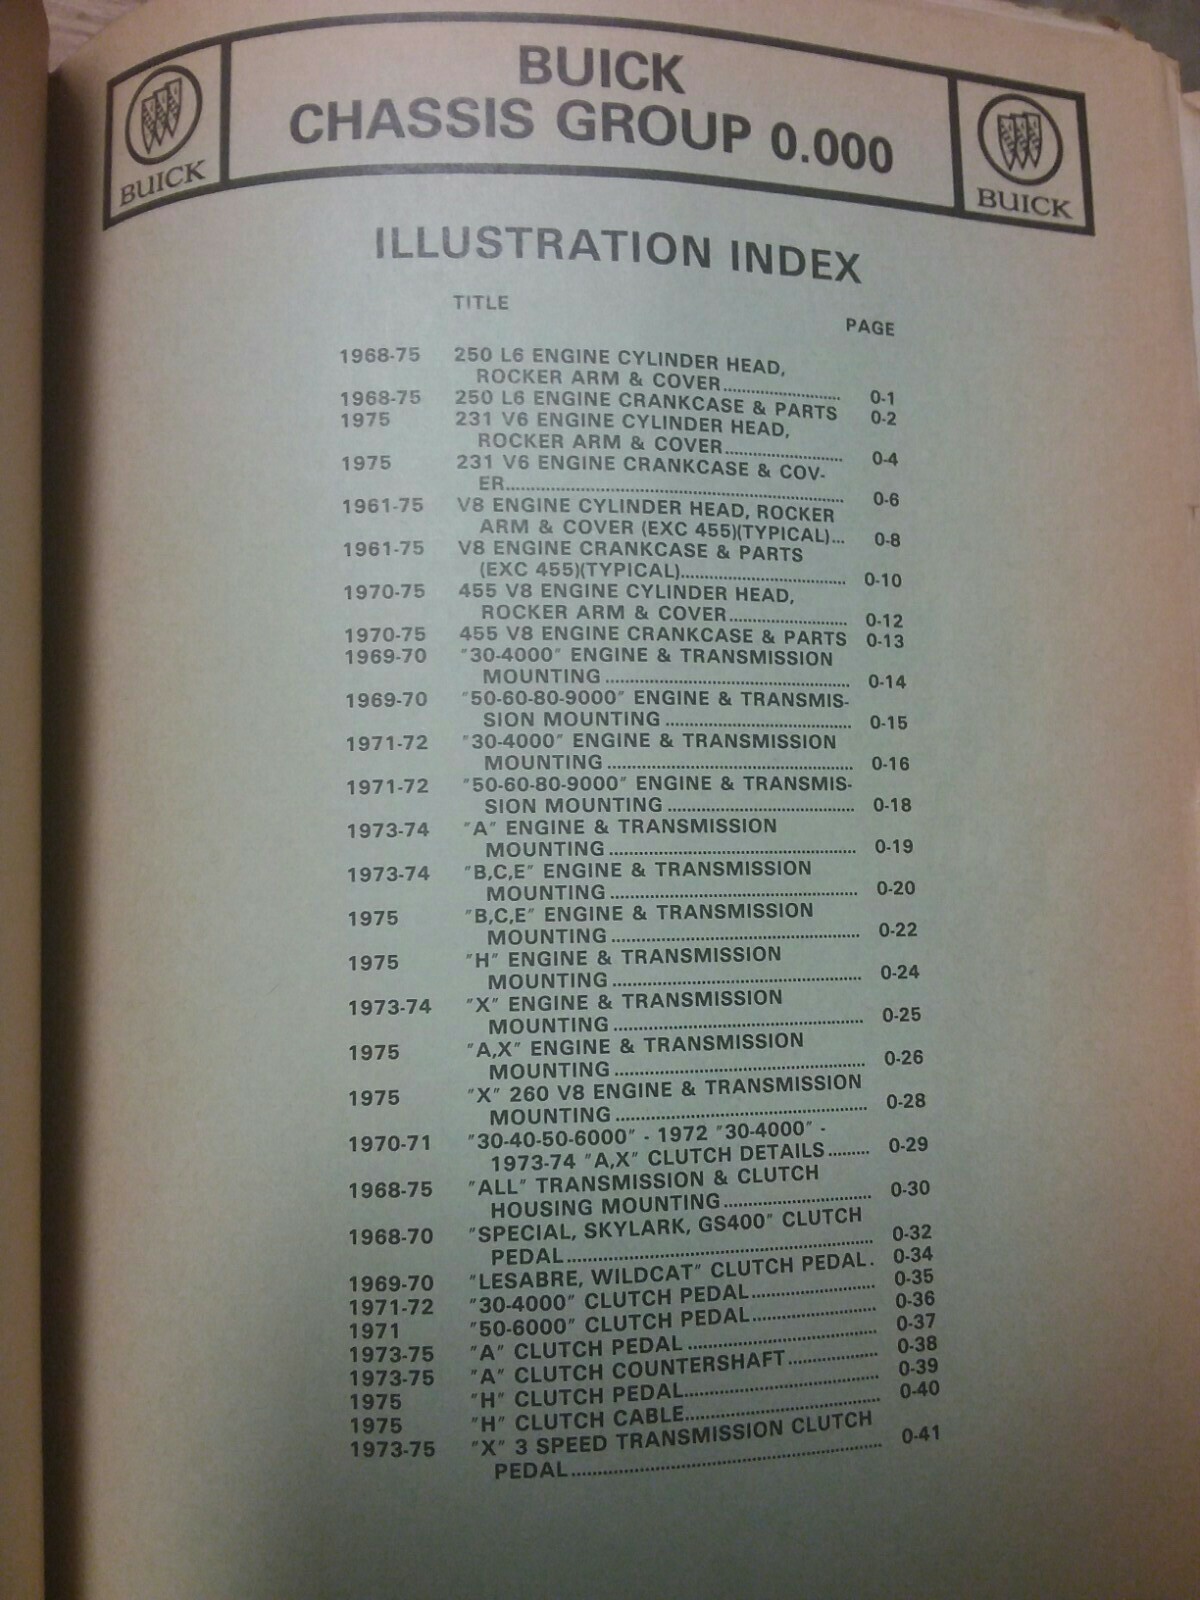 BUICK
CHASSIS GROUP 0.000
BUICK
BUICK
ILLUSTRATION INDEX
TITLE
PAGE
1968-75 250 L6 ENGINE CYLINDER HEAD,
ROCKER ARM & COVER.................... 0-1
1968-75 250 L6 ENGINE CRANKCASE & PARTS 0-2
1975 231 V6 ENGINE CYLINDER HEAD,
ROCKER ARM & COVER.................... 0-4
1975 231 V6 ENGINE CRANKCASE & COV-
ER.................... 0-6
1961-75 V8 ENGINE CYLINDER HEAD, ROCKER
ARM & COVER (EXC 455)(TYPICAL)... 0-8
1961-75 V8 ENGINE CRANKCASE & PARTS
(EXC 455)(TYPICAL).................... 0-10
1970-75 455 V8 ENGINE CYLINDER HEAD,
ROCKER ARM & COVER.................... 0-12
1970-75 455 V8 ENGINE CRANKCASE & PARTS 0-13
1969-70 "30-4000" ENGINE & TRANSMISSION
MOUNTING.................... 0-14
1969-70 "50-60-80-9000" ENGINE & TRANSMIS-
SION MOUNTING.................... 0-15
1971-72 "30-4000" ENGINE & TRANSMISSION
MOUNTING.................... 0-16
1971-72 "50-60-80-9000" ENGINE & TRANSMIS-
SION MOUNTING.................... 0-18
1973-74 "A" ENGINE & TRANSMISSION
MOUNTING.................... 0-19
1973-74 "B,C,E" ENGINE & TRANSMISSION
MOUNTING.................... 0-20
1975 "B,C,E" ENGINE & TRANSMISSION
MOUNTING.................... 0-22
1975 "H" ENGINE & TRANSMISSION
MOUNTING.................... 0-24
1973-74 "X" ENGINE & TRANSMISSION
MOUNTING.................... 0-25
1975 "A,X" ENGINE & TRANSMISSION
MOUNTING.................... 0-26
1975 "X" 260 V8 ENGINE & TRANSMISSION
MOUNTING.................... 0-28
1970-71 "30-40-50-6000" - 1972 "30-4000" -
1973-74 "A,X" CLUTCH DETAILS......... 0-29
1968-75 "ALL" TRANSMISSION & CLUTCH
HOUSING MOUNTING.................... 0-30
1968-70 "SPECIAL, SKYLARK, GS400" CLUTCH
PEDAL.................... 0-32
1969-70 "LESABRE, WILDCAT" CLUTCH PEDAL. 0-34
1971-72 "30-4000" CLUTCH PEDAL.................... 0-35
1971 "50-6000" CLUTCH PEDAL.................... 0-36
1973-75 "A" CLUTCH PEDAL.................... 0-37
1973-75 "A" CLUTCH COUNTERSHAFT.............. 0-38
1975 "H" CLUTCH PEDAL.................... 0-39
1975 "H" CLUTCH CABLE.................... 0-40
1973-75 "X" 3 SPEED TRANSMISSION CLUTCH
PEDAL.................... 0-41